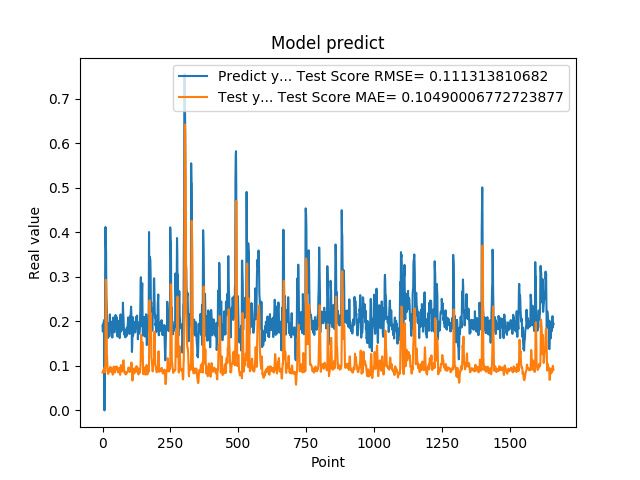 Model predict
Predict y... Test Score RMSE= 0.111313810682
Test y... Test Score MAE= 0.10490006772723877
Real value
0.7
0.6
0.5
0.4
0.3
0.2
0.1
0.0
0 250 500 750 1000 1250 1500
Point